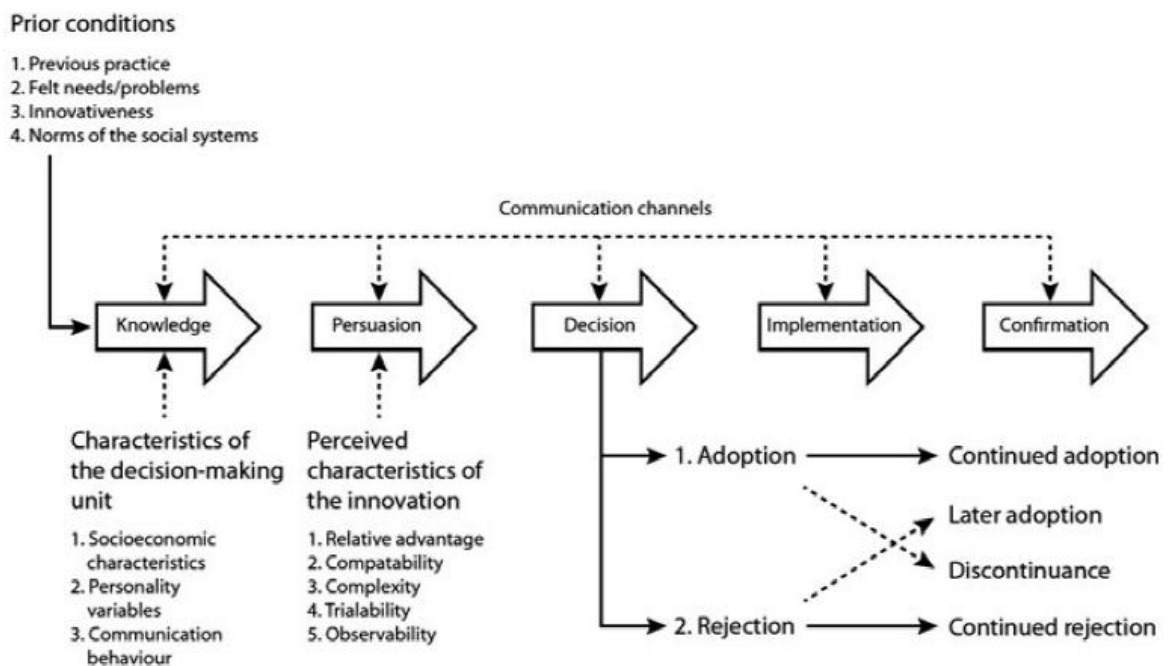 Prior conditions
1. Previous practice
2. Felt needs/problems
3. Innovativeness
4. Norms of the social systems
Communication channels
Knowledge
Persuasion
Decision
Implementation
Confirmation
Characteristics of
the decision-making
unit
1. Socioeconomic
characteristics
2. Personality
variables
3. Communication
behaviour
Perceived
characteristics of
the innovation
1. Relative advantage
2. Compatability
3. Complexity
4. Trialability
5. Observability
1. Adoption
Continued adoption
Later adoption
Discontinuance
2. Rejection
Continued rejection